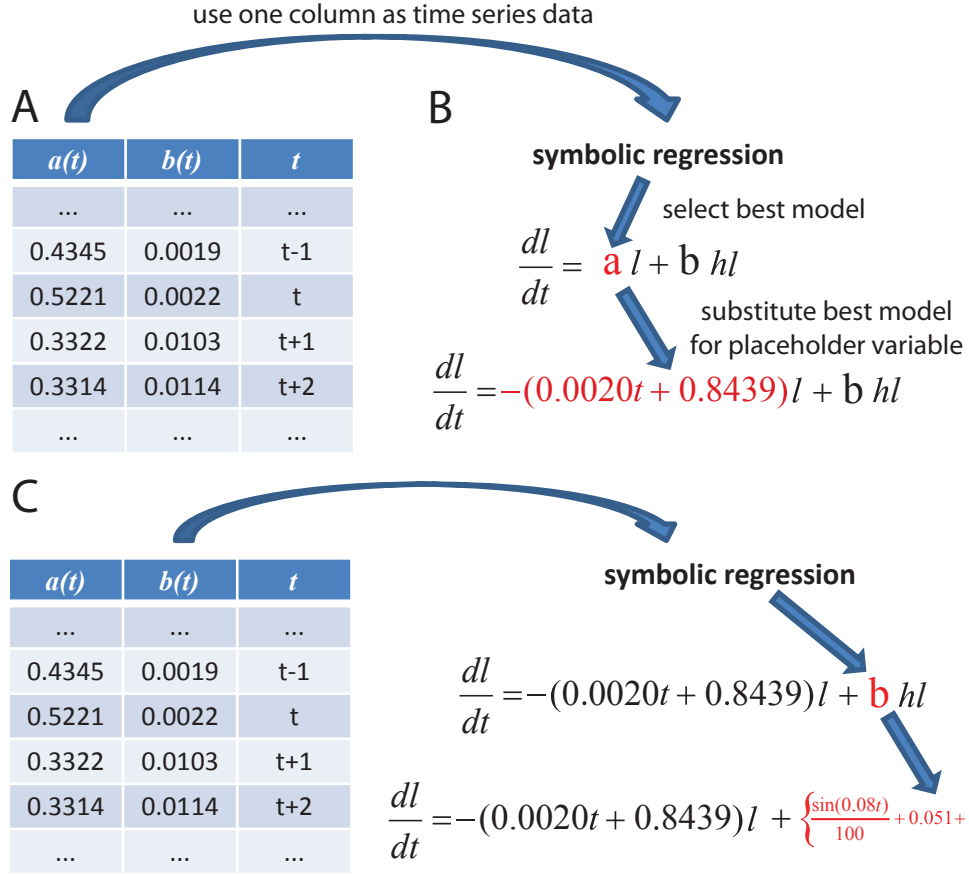 use one column as time series data
A
a(t) b(t) t
... ... ...
0.4345 0.0019 t-1
0.5221 0.0022 t
0.3322 0.0103 t+1
0.3314 0.0114 t+2
... ... ...
B
symbolic regression
select best model
dl/dt = a l + b hl
substitute best model
for placeholder variable
dl/dt = -(0.0020t + 0.8439)l + b hl
C
a(t) b(t) t
... ... ...
0.4345 0.0019 t-1
0.5221 0.0022 t
0.3322 0.0103 t+1
0.3314 0.0114 t+2
... ... ...
symbolic regression
dl/dt = -(0.0020t + 0.8439)l + b hl
dl/dt = -(0.0020t + 0.8439)l + {sin(0.08t)/100 + 0.051 +